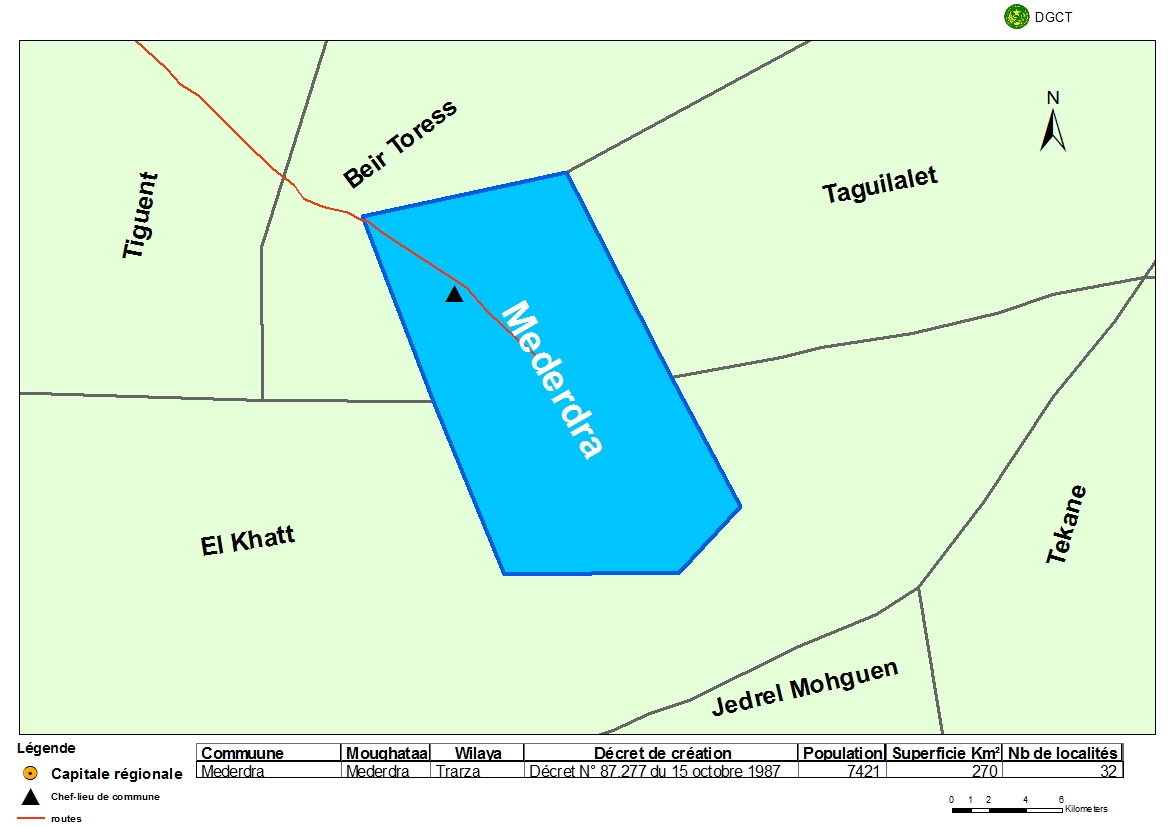 DGCT
N
Beir Toress
Taguilalet
Tiguent
Mederdra
El Khatt
Tekane
Jedrel Mohguen
Légende
Capitale régionale
Chef-lieu de commune
routes
Commuune Moughataa Wilaya Décret de création Population Superficie Km² Nb de localités
Mederdra Mederdra Trarza Décret N° 87.277 du 15 octobre 1987 7421 270 32
0 1 2 4 6
Kilometers